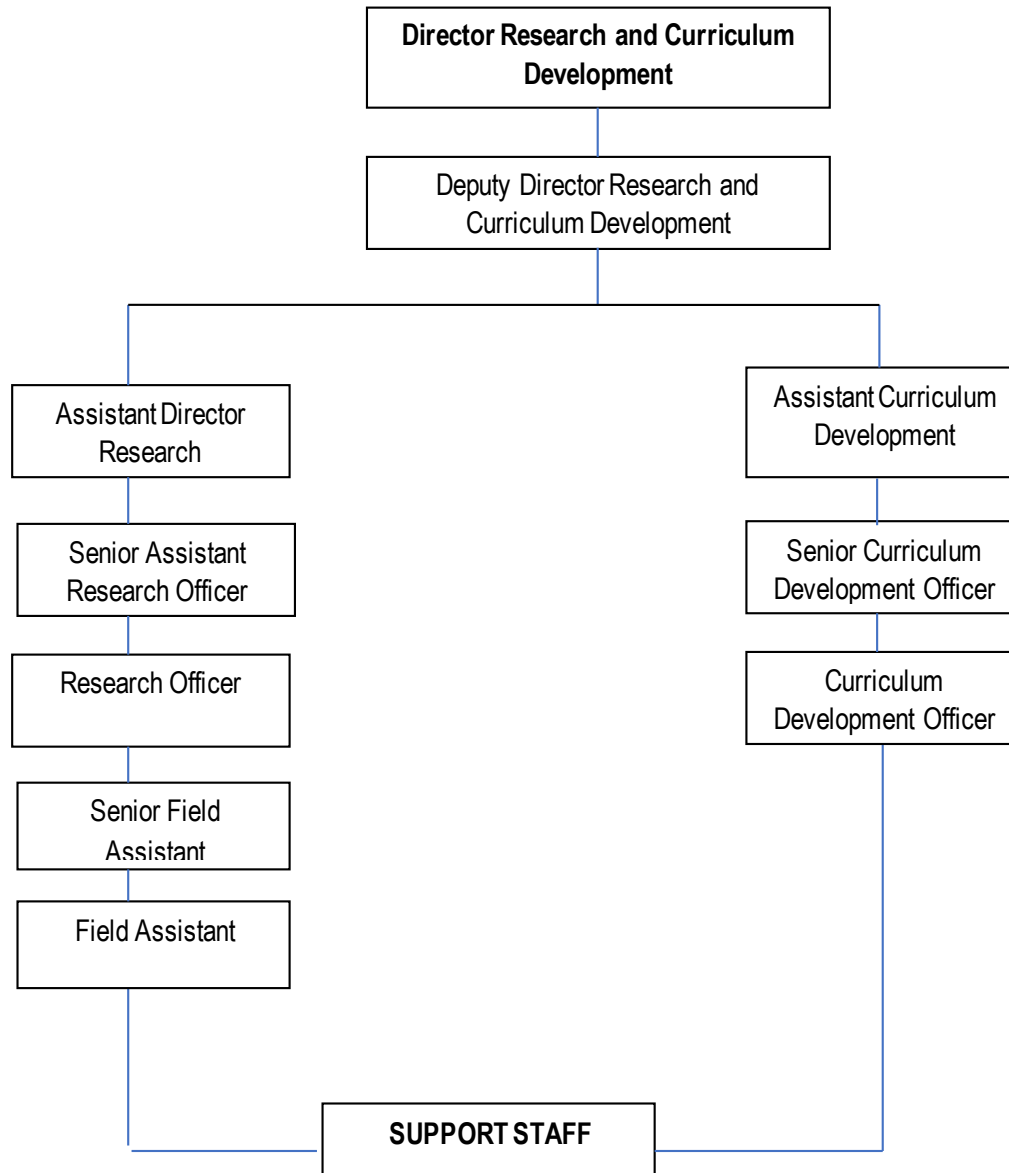 Director Research and Curriculum
Development
Deputy Director Research and
Curriculum Development
Assistant Director
Research
Senior Assistant
Research Officer
Research Officer
Senior Field
Assistant
Field Assistant
Assistant Curriculum
Development
Senior Curriculum
Development Officer
Curriculum
Development Officer
SUPPORT STAFF